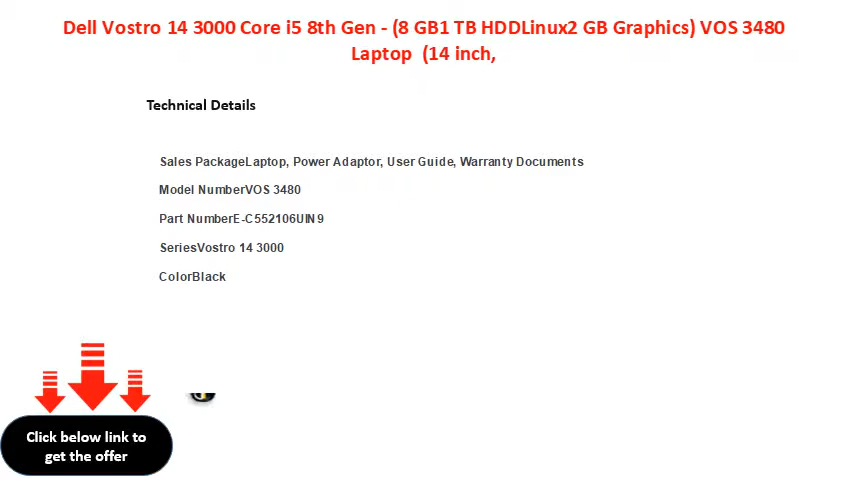 Dell Vostro 14 3000 Core i5 8th Gen - (8 GB1 TB HDDLinux2 GB Graphics) VOS 3480
Laptop (14 inch,
Technical Details
Sales PackageLaptop, Power Adaptor, User Guide, Warranty Documents
Model NumberVOS 3480
Part NumberE-C552106UIN9
SeriesVostro 14 3000
ColorBlack
Click below link to
get the offer